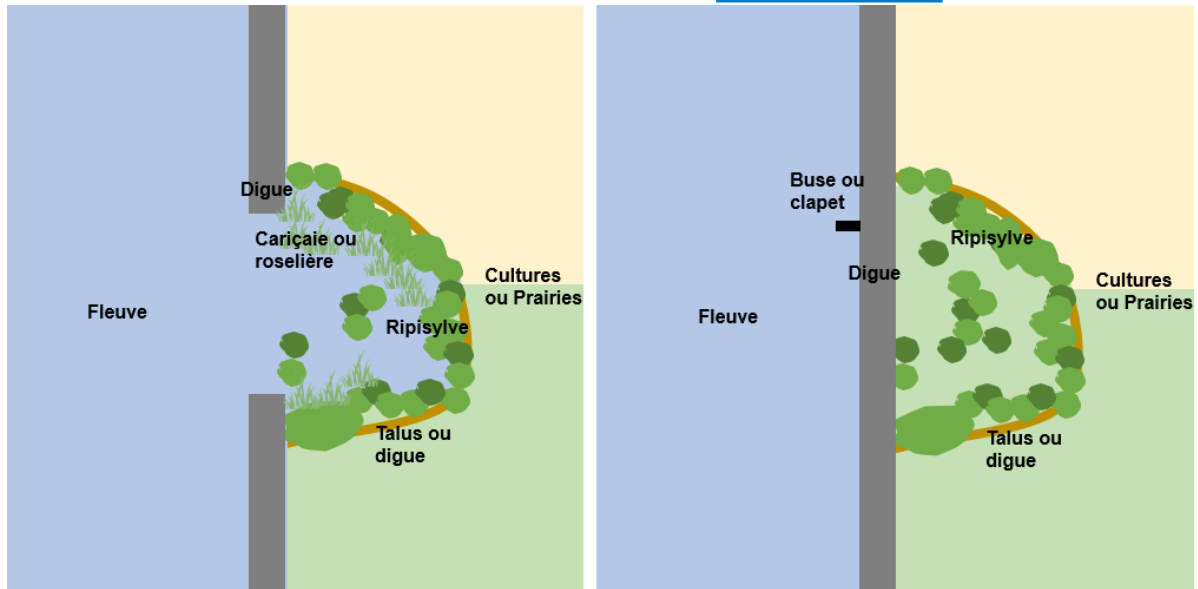 Digue
Cariçaie ou
roselière
Cultures
ou Prairies
Fleuve
Ripisylve
Talus ou
digue
Buse ou
clapet
Ripisylve
Digue
Cultures
ou Prairies
Fleuve
Talus ou
digue